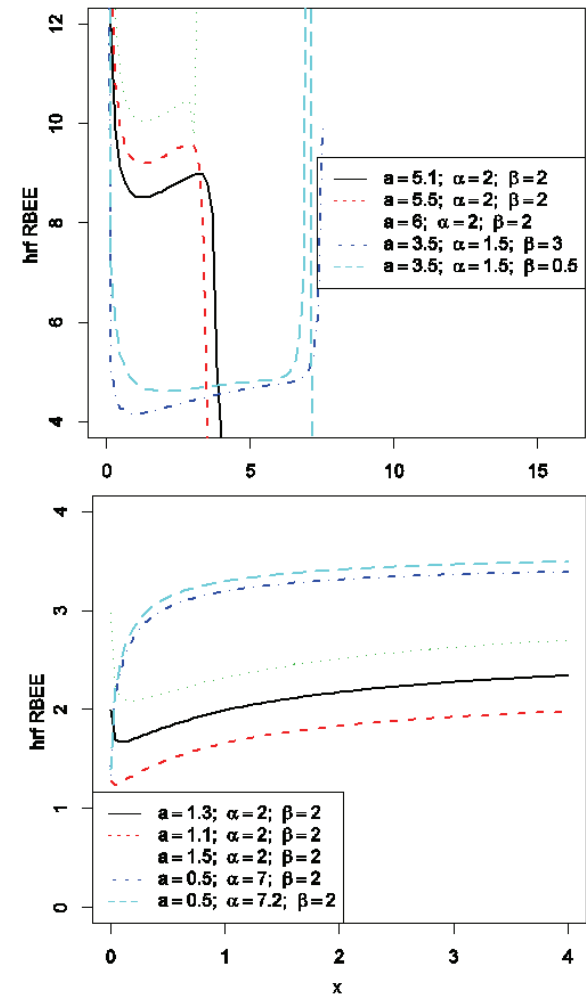 12
10
8
6
4
hrf RBEE
a=5.1; α=2; β=2
a=5.5; α=2; β=2
a=6; α=2; β=2
a=3.5; α=1.5; β=3
a=3.5; α=1.5; β=0.5
0 5 10 15
4
3
2
1
0
hrf RBEE
a=1.3; α=2; β=2
a=1.1; α=2; β=2
a=1.5; α=2; β=2
a=0.5; α=7; β=2
a=0.5; α=7.2; β=2
0 1 2 3 4
x